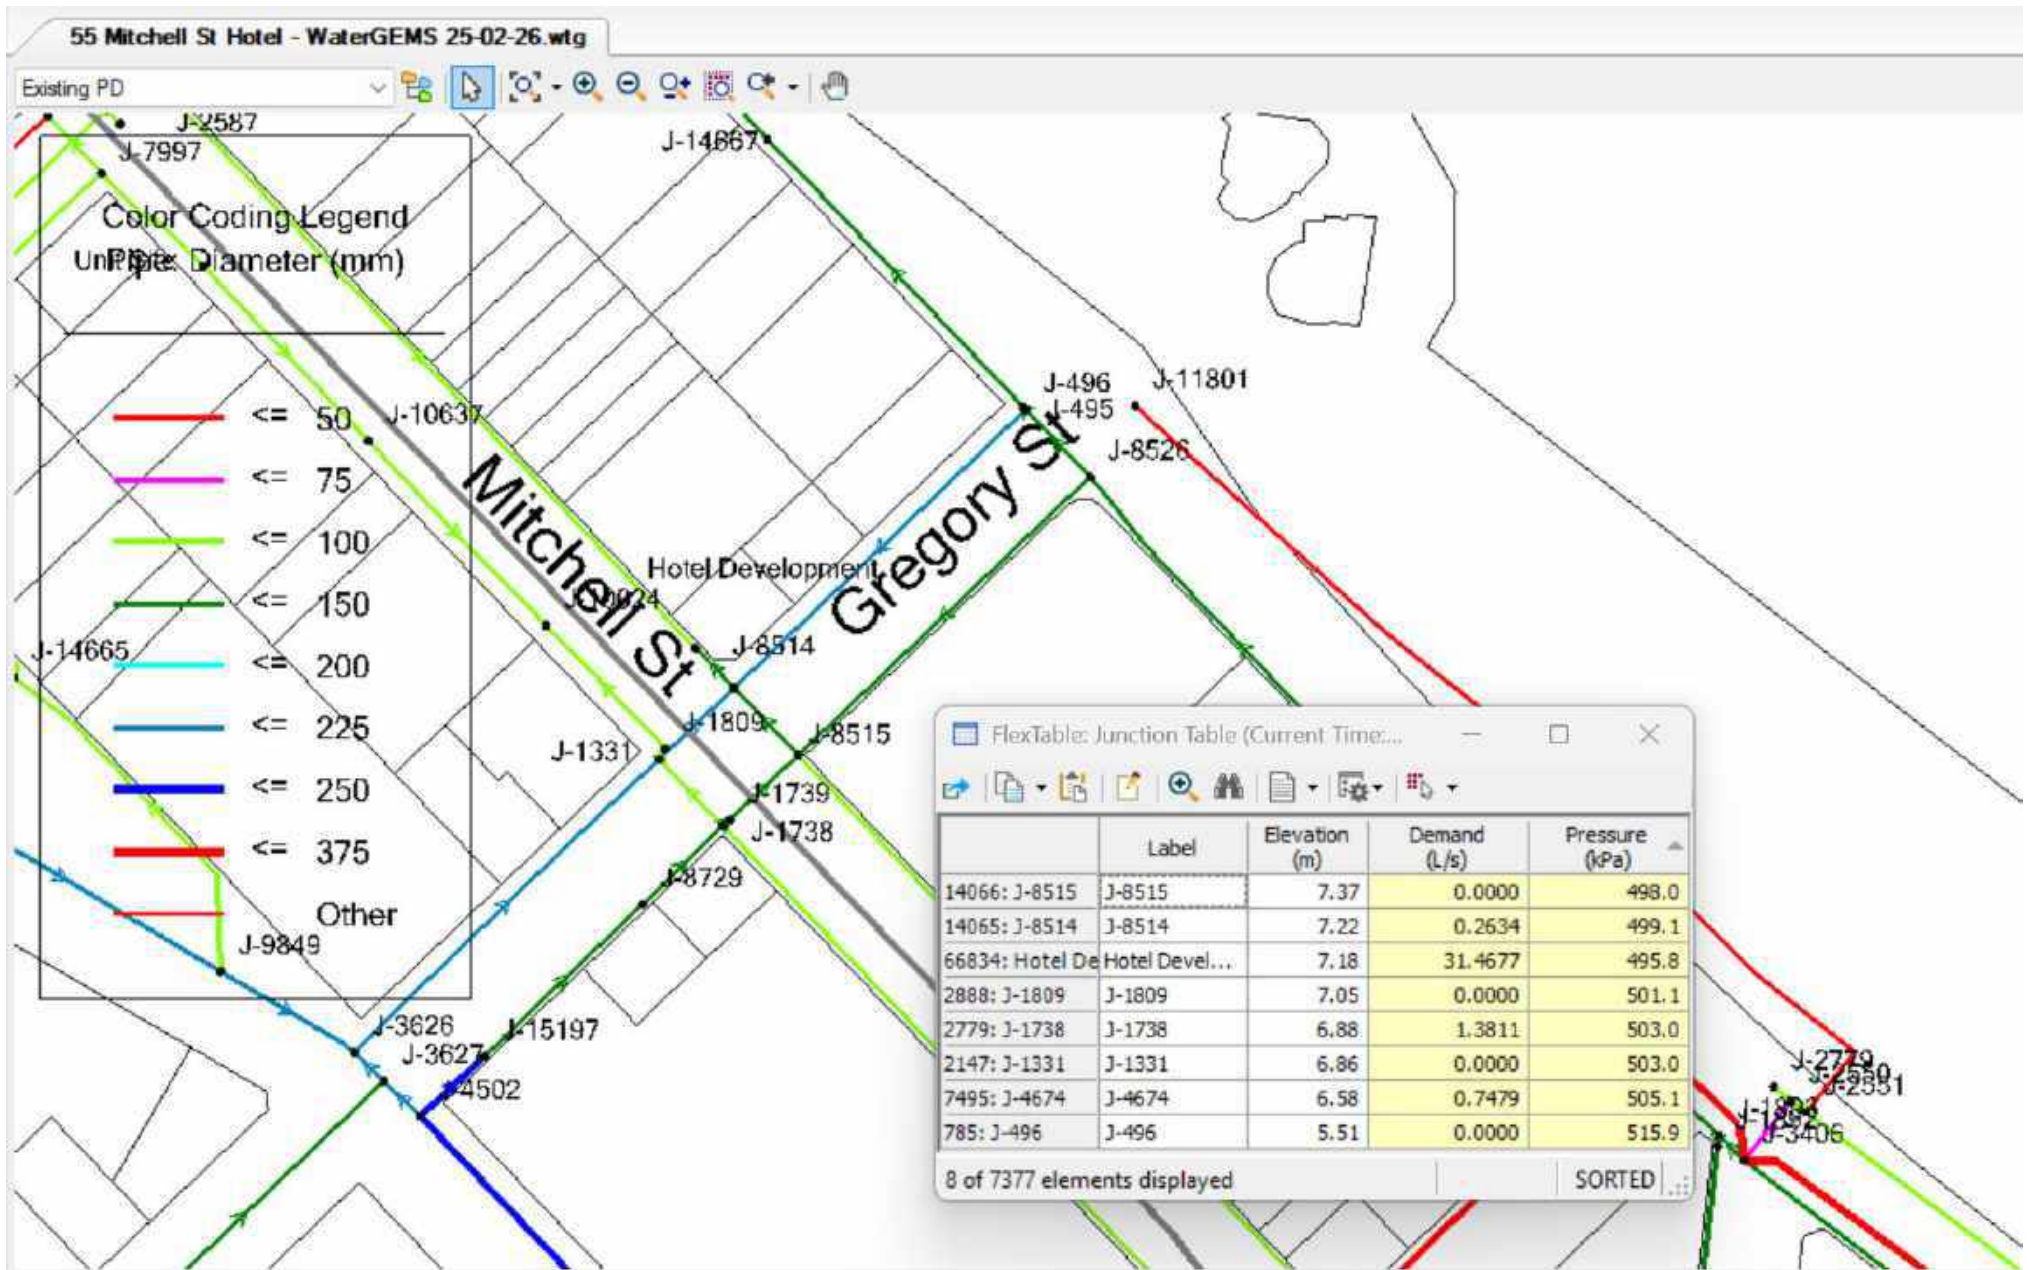 55 Mitchell St Hotel - WaterGEMS 25-02-26.wtg
Existing PD
J-2587
J-7997
J-14667
Color Coding Legend
Pipe: Diameter (mm)
<= 50
<= 75
<= 100
<= 150
<= 200
<= 225
<= 250
<= 375
Other
J-10637
J-496
J-11801
J-495
J-8526
Mitchell St
Gregory St
Hotel Development
J-8514
J-14665
J-1809
J-8515
J-1331
J-1739
J-1738
J-8729
J-9849
J-3626
J-15197
J-3627
J-4502
FlexTable: Junction Table (Current Time:...
Label Elevation (m) Demand (L/s) Pressure (kPa)
14066: J-8515 J-8515 7.37 0.0000 498.0
14065: J-8514 J-8514 7.22 0.2634 499.1
66834: Hotel De Hotel Devel... 7.18 31.4677 495.8
2888: J-1809 J-1809 7.05 0.0000 501.1
2779: J-1738 J-1738 6.88 1.3811 503.0
2147: J-1331 J-1331 6.86 0.0000 503.0
7495: J-4674 J-4674 6.58 0.7479 505.1
785: J-496 J-496 5.51 0.0000 515.9
8 of 7377 elements displayed
SORTED
J-2779
J-3406